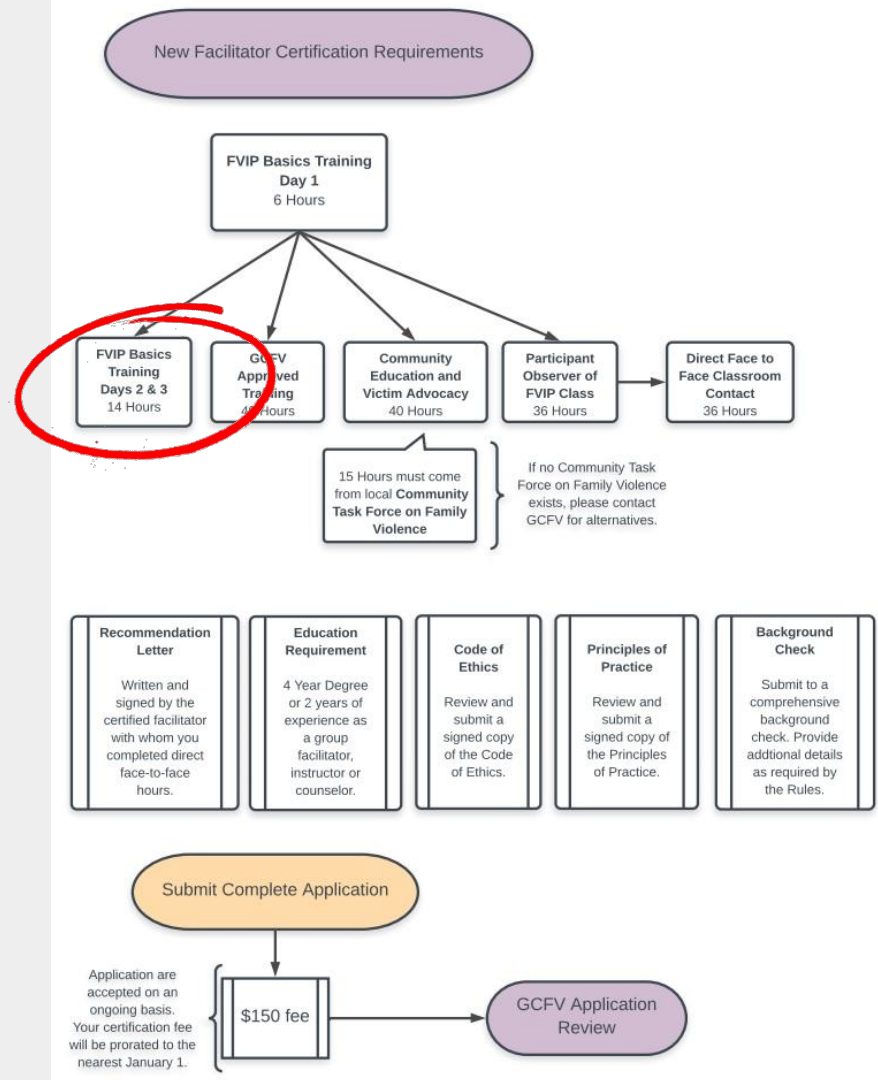 New Facilitator Certification Requirements
FVIP Basics Training
Day 1
6 Hours
FVIP Basics
Training
Days 2 & 3
14 Hours
GCFV
Approved
Training
Hours
Community
Education and
Victim Advocacy
40 Hours
Participant
Observer of
FVIP Class
36 Hours
Direct Face to
Face Classroom
Contact
36 Hours
15 Hours must come
from local Community
Task Force on Family
Violence
If no Community Task
Force on Family Violence
exists, please contact
GCFV for alternatives.
Recommendation
Letter
Written and
signed by the
certified facilitator
with whom you
completed direct
face-to-face
hours.
Education
Requirement
4 Year Degree
or 2 years of
experience as
a group
facilitator,
instructor or
counselor.
Code of
Ethics
Review and
submit a
signed copy
of the Code
of Ethics.
Principles of
Practice
Review and
submit a
signed copy of
the Principles
of Practice.
Background
Check
Submit to a
comprehensive
background
check. Provide
addtional details
as required by
the Rules.
Submit Complete Application
Application are
accepted on an
ongoing basis.
Your certification fee
will be prorated to the
nearest January 1.
$150 fee
GCFV Application
Review